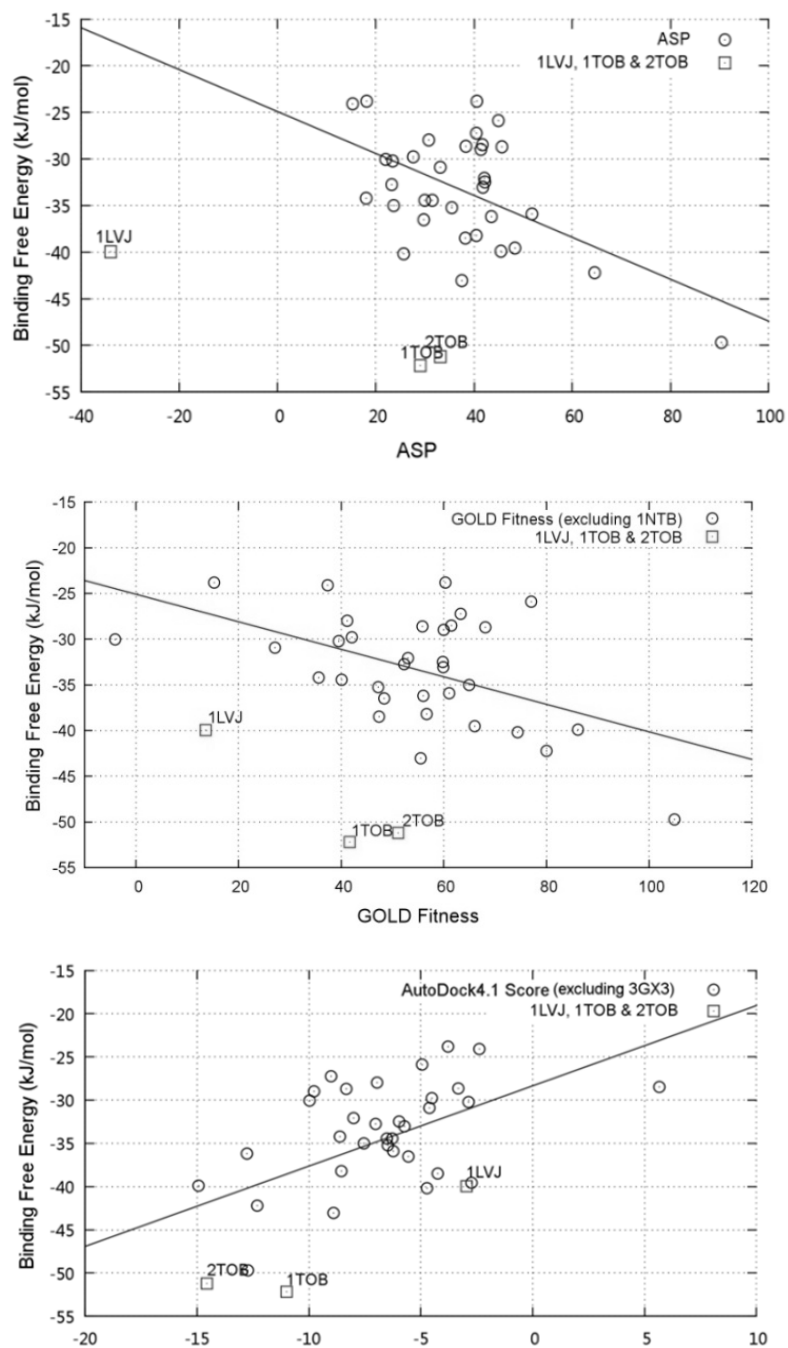 -15
-20
-25
-30
-35
-40
-45
-50
-55
Binding Free Energy (kJ/mol)
ASP
1LVJ, 1TOB & 2TOB
1LVJ
2TOB
1TOB
-40 -20 0 20 40 60 80 100
ASP
-15
-20
-25
-30
-35
-40
-45
-50
-55
Binding Free Energy (kJ/mol)
GOLD Fitness (excluding 1NTB)
1LVJ, 1TOB & 2TOB
1LVJ
1TOB
2TOB
0 20 40 60 80 100 120
GOLD Fitness
-15
-20
-25
-30
-35
-40
-45
-50
-55
Binding Free Energy (kJ/mol)
AutoDock4.1 Score (excluding 3GX3)
1LVJ, 1TOB & 2TOB
1LVJ
2TOB
1TOB
-20 -15 -10 -5 0 5 10